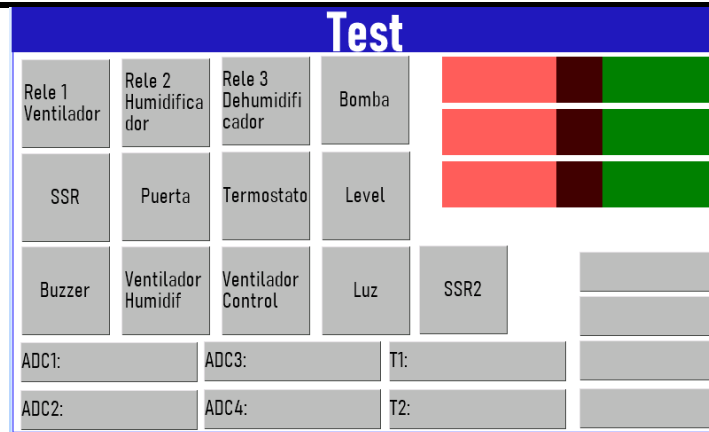 Test
Rele 1
Ventilador
Rele 2
Humidifica
dor
Rele 3
Dehumidifi
cador
Bomba
SSR
Puerta
Termostato
Level
Buzzer
Ventilador
Humidif
Ventilador
Control
Luz
SSR2
ADC1:
ADC3:
T1:
ADC2:
ADC4:
T2: